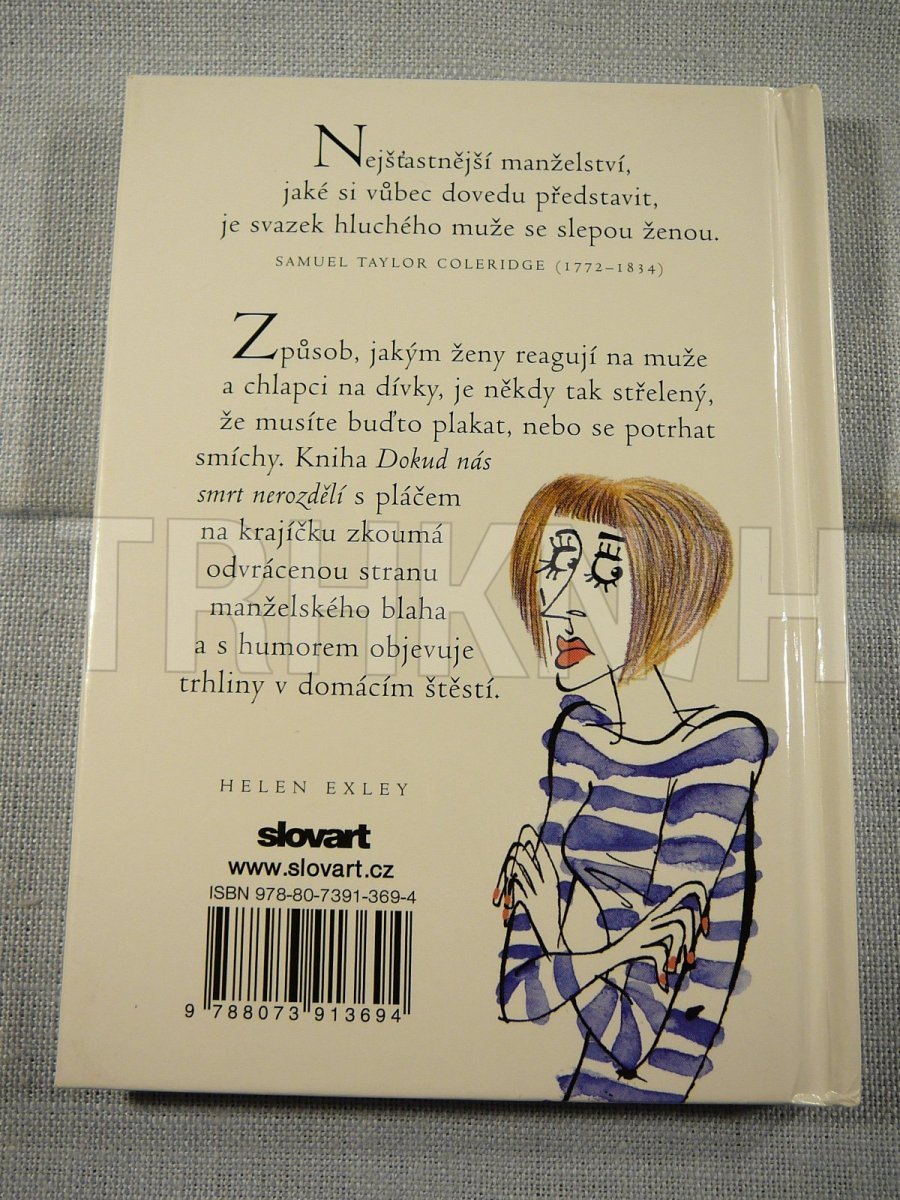 Nejšťastnější manželství,
jaké si vůbec dovedu představit,
je svazek hluchého muže se slepou ženou.
SAMUEL TAYLOR COLERIDGE (1772–1834)
Způsob, jakým ženy reagují na muže
a chlapci na dívky, je někdy tak střelený,
že musíte buďto plakat, nebo se potrhat
smíchy. Kniha Dokud nás
smrt nerozdělí s pláčem
na krajíčku zkoumá
odvrácenou stranu
manželského blaha
a s humorem objevuje
trhliny v domácím štěstí.
TRHKNIH
HELEN EXLEY
slovart
www.slovart.cz
ISBN 978-80-7391-369-4
9 788073 913694